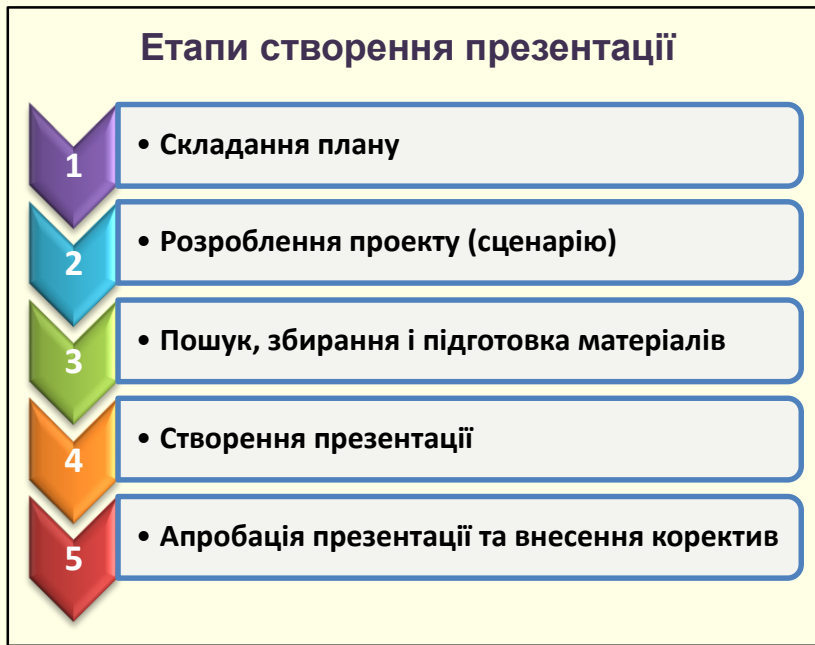 Етапи створення презентації
1
• Складання плану
2
• Розроблення проекту (сценарію)
3
• Пошук, збирання і підготовка матеріалів
4
• Створення презентації
5
• Апробація презентації та внесення коректив